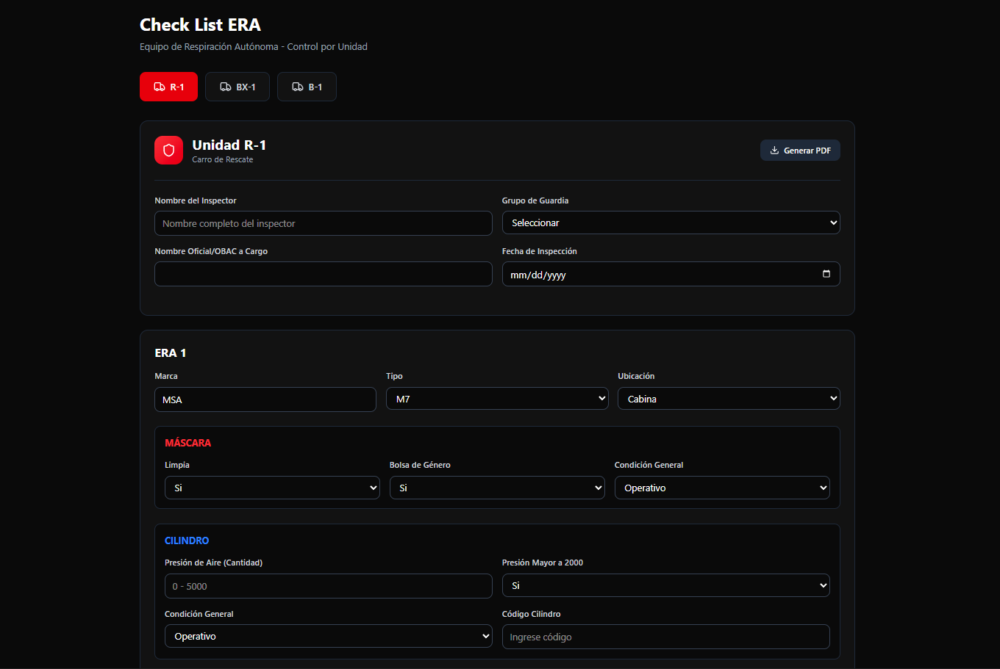 Check List ERA
Equipo de Respiración Autónoma - Control por Unidad
R-1 BX-1 B-1
Unidad R-1
Carro de Rescate
Generar PDF
Nombre del Inspector Grupo de Guardia
Nombre completo del inspector Seleccionar
Nombre Oficial/OBAC a Cargo Fecha de Inspección
mm/dd/yyyy
ERA 1
Marca Tipo Ubicación
MSA M7 Cabina
MÁSCARA
Limpia Bolsa de Género Condición General
Si Si Operativo
CILINDRO
Presión de Aire (Cantidad) Presión Mayor a 2000
0 - 5000 Si
Condición General Código Cilindro
Operativo Ingrese código